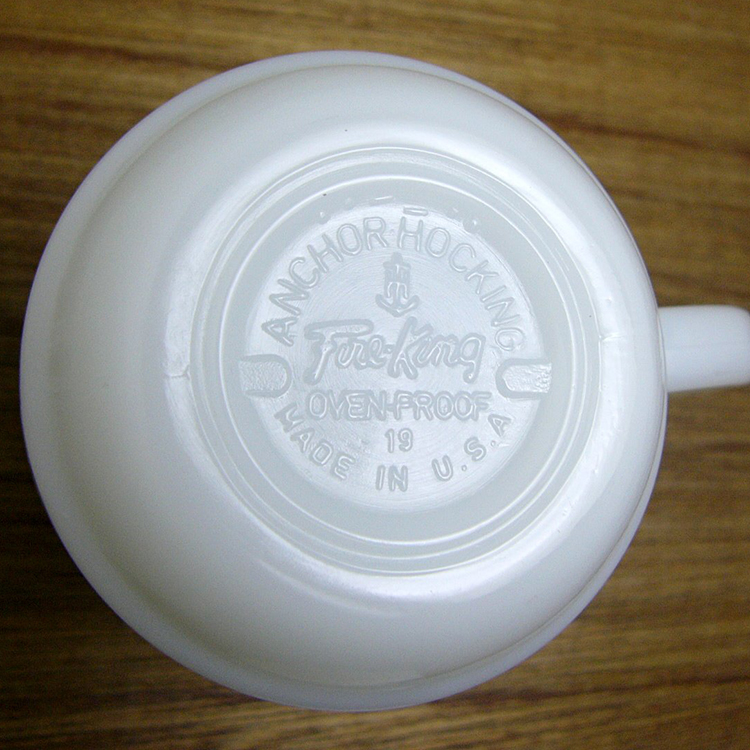 ANCHOR HOCKING
Fire-King
OVEN-PROOF
19
MADE IN U.S.A